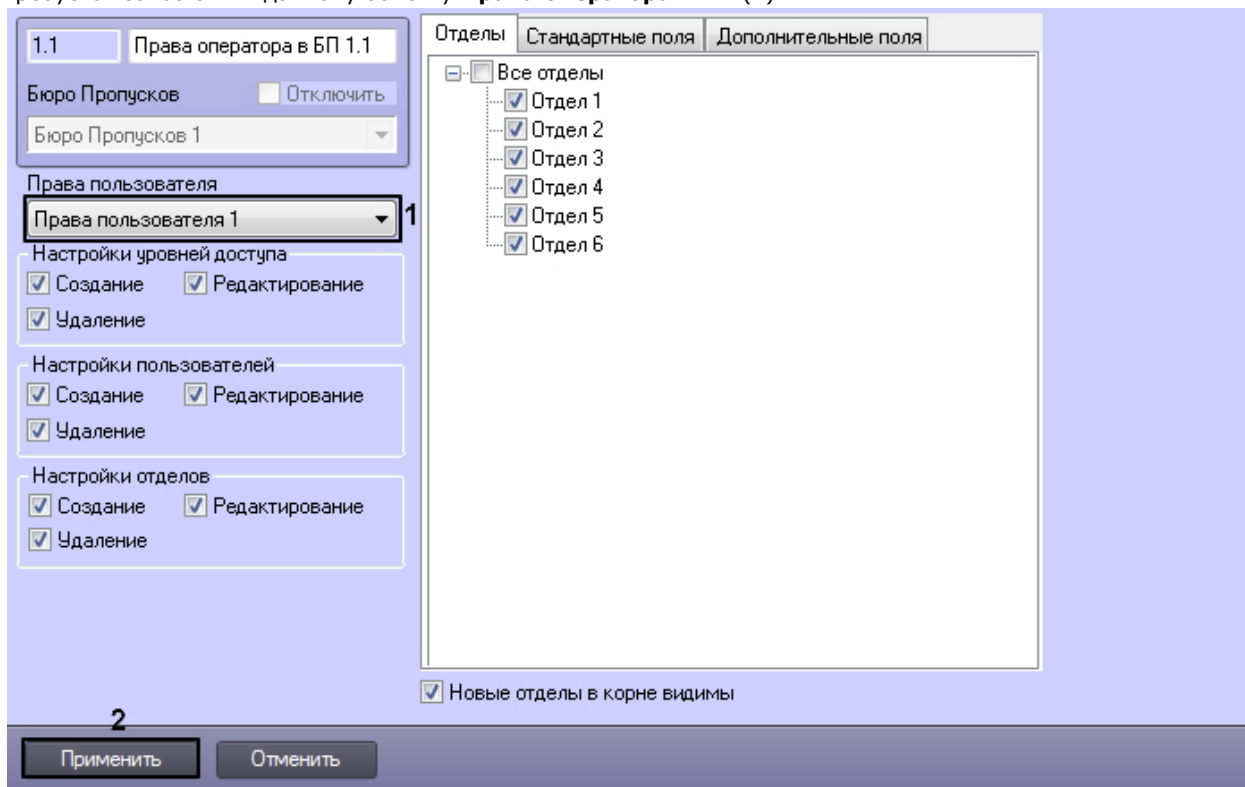 1.1 Права оператора в БП 1.1
Бюро Пропусков Отключить
Бюро Пропусков 1
Права пользователя
Права пользователя 1 1
Настройки уровней доступа
Создание Редактирование
Удаление
Настройки пользователей
Создание Редактирование
Удаление
Настройки отделов
Создание Редактирование
Удаление
Отделы Стандартные поля Дополнительные поля
Все отделы
Отдел 1
Отдел 2
Отдел 3
Отдел 4
Отдел 5
Отдел 6
Новые отделы в корне видимы
2
Применить Отменить